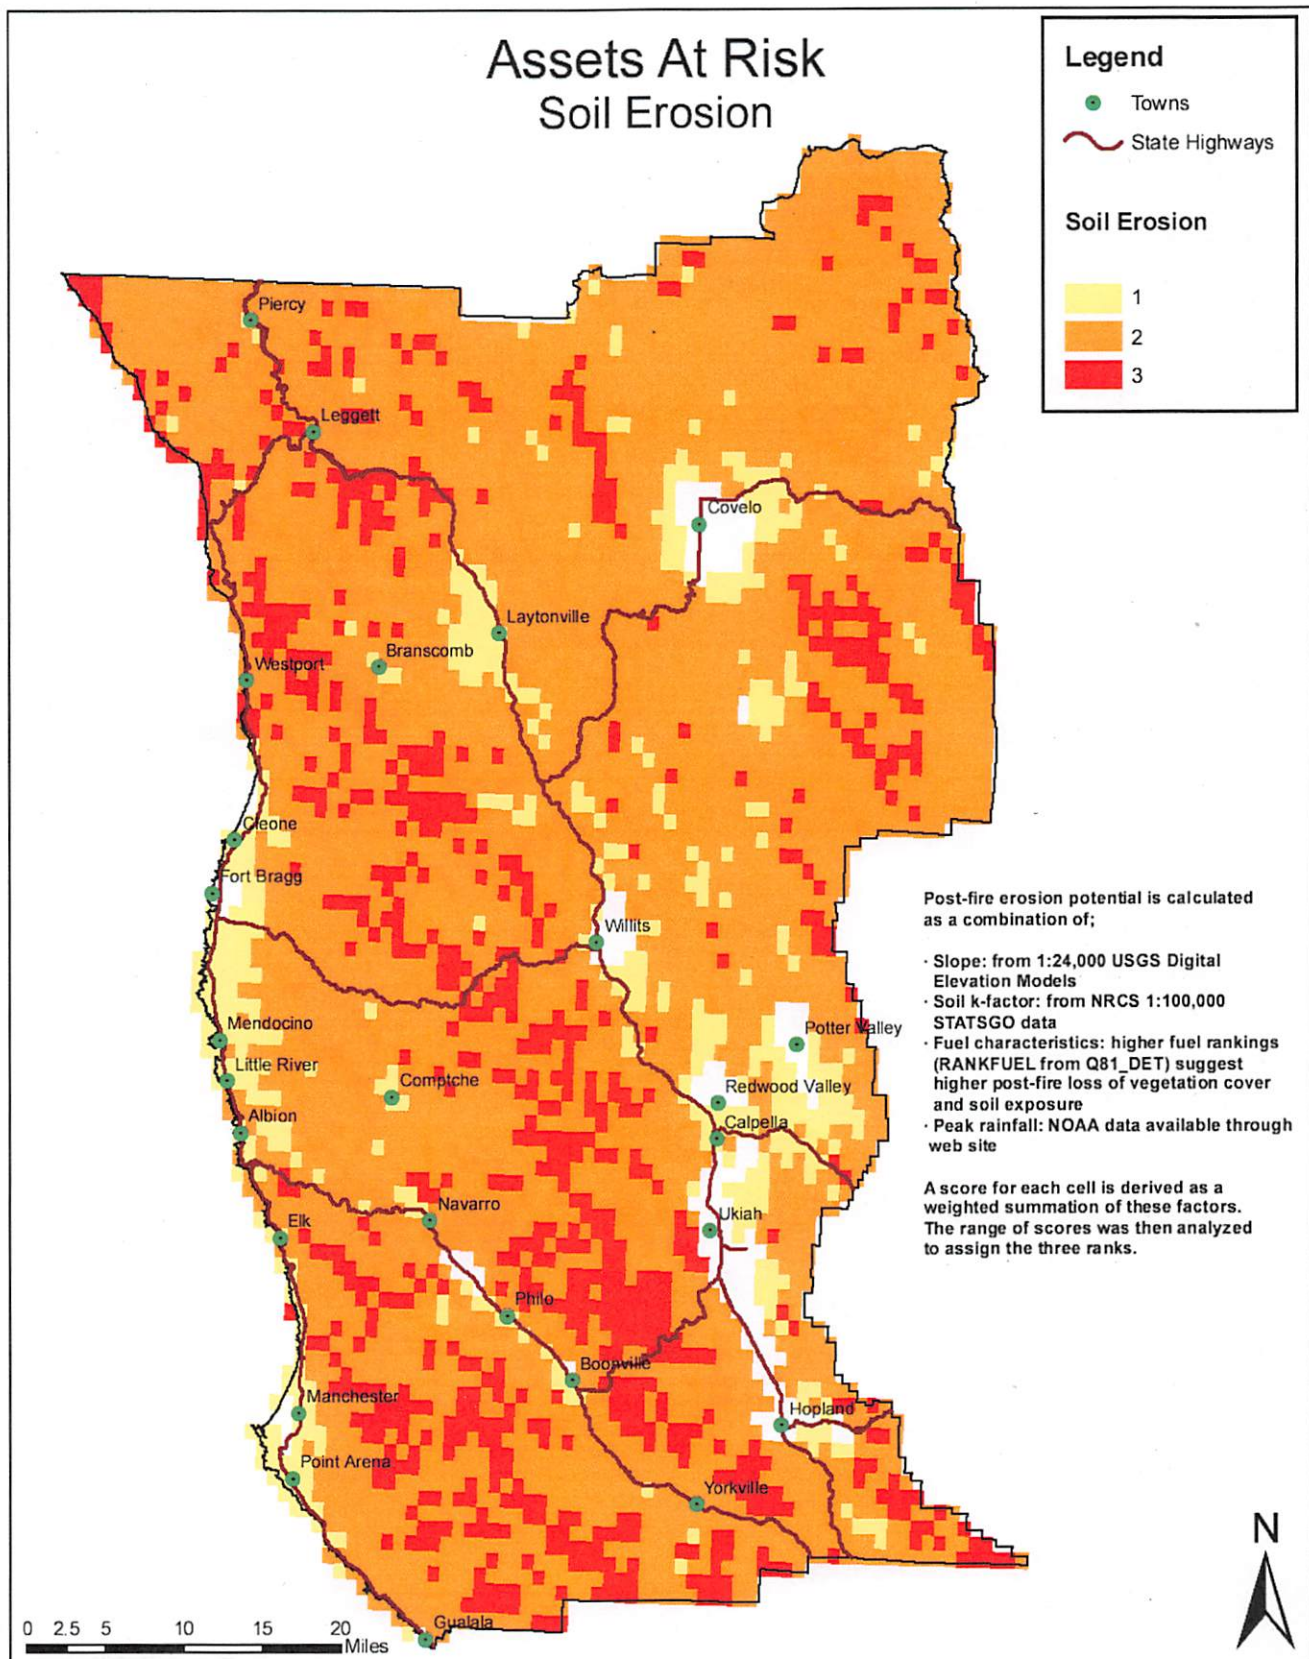 Assets At Risk
Soil Erosion
Legend
Towns
State Highways
Soil Erosion
1
2
3
Piercy
Leggett
Covelo
Laytonville
Branscomb
Westport
Cleone
Fort Bragg
Willits
Mendocino
Potter Valley
Little River
Comptche
Redwood Valley
Albion
Calpella
Navarro
Elk
Ukiah
Philo
Boonville
Manchester
Hopland
Point Arena
Yorkville
Gualala
Post-fire erosion potential is calculated
as a combination of;
· Slope: from 1:24,000 USGS Digital
Elevation Models
· Soil k-factor: from NRCS 1:100,000
STATSGO data
· Fuel characteristics: higher fuel rankings
(RANKFUEL from Q81_DET) suggest
higher post-fire loss of vegetation cover
and soil exposure
· Peak rainfall: NOAA data available through
web site
A score for each cell is derived as a
weighted summation of these factors.
The range of scores was then analyzed
to assign the three ranks.
N
0 2.5 5 10 15 20
Miles